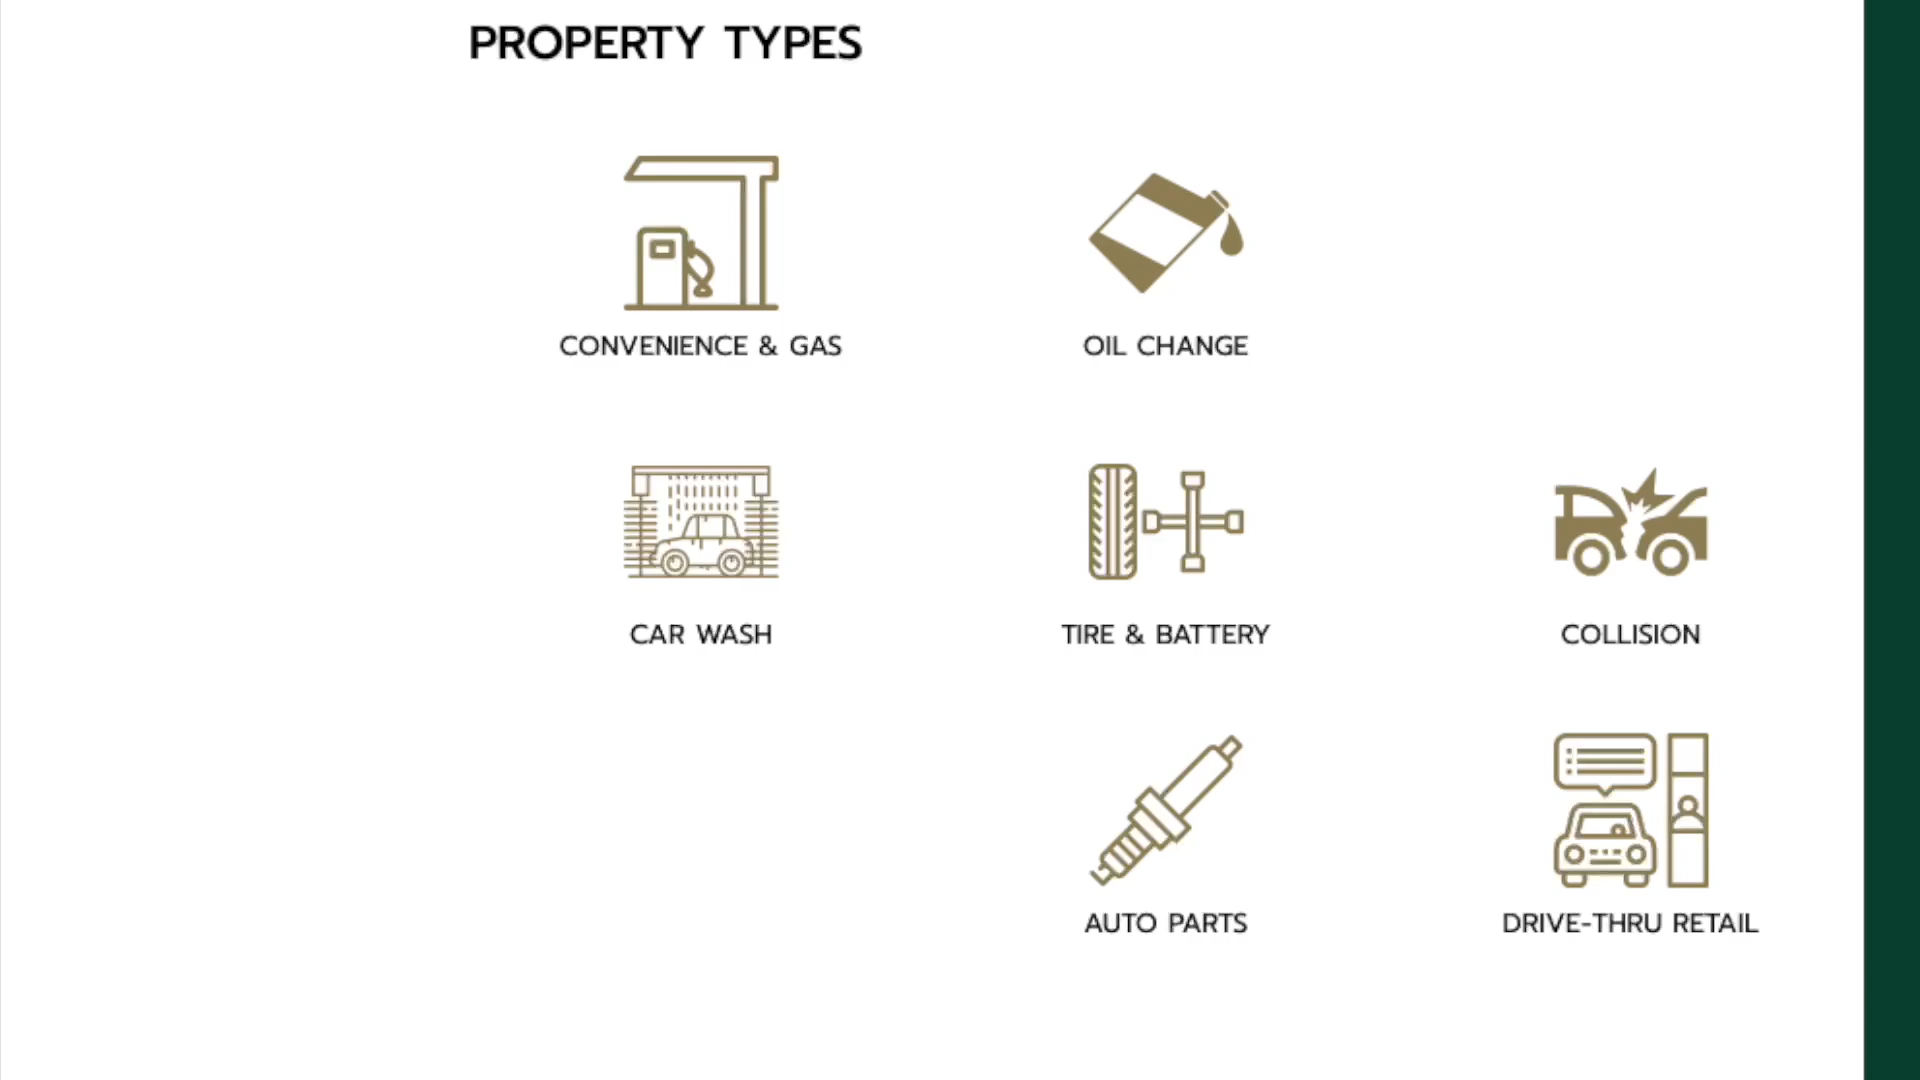 PROPERTY TYPES
CONVENIENCE & GAS
OIL CHANGE
CAR WASH
TIRE & BATTERY
COLLISION
AUTO PARTS
DRIVE-THRU RETAIL